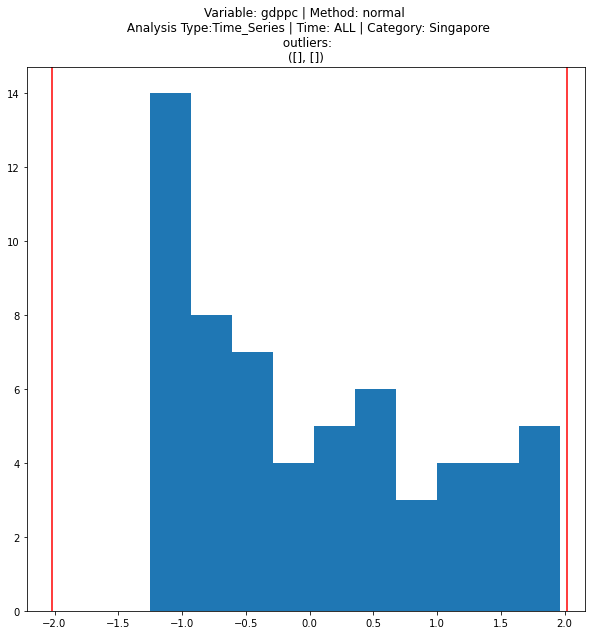 Variable: gdppc | Method: normal
Analysis Type:Time_Series | Time: ALL | Category: Singapore
outliers:
([], [])
14
12
10
8
6
4
2
0
−2.0 −1.5 −1.0 −0.5 0.0 0.5 1.0 1.5 2.0